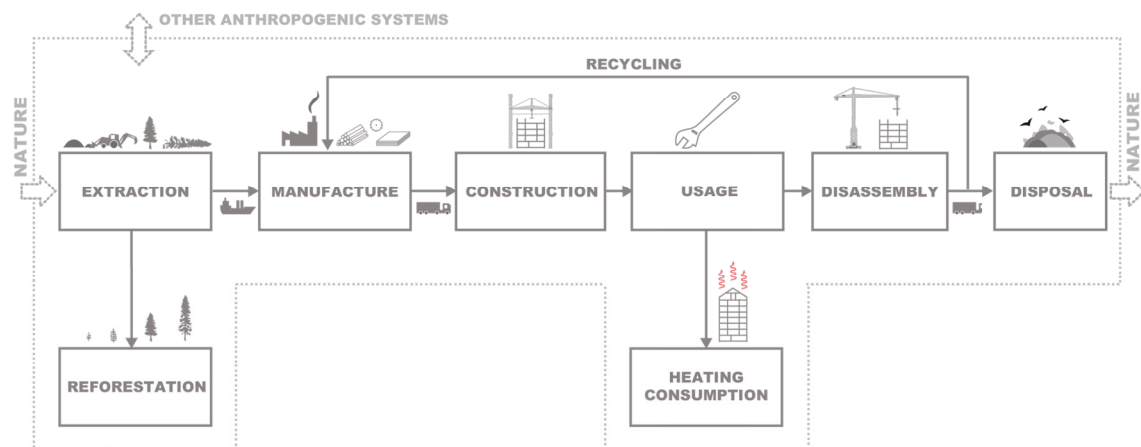 OTHER ANTHROPOGENIC SYSTEMS
RECYCLING
NATURE
NATURE
EXTRACTION
MANUFACTURE
CONSTRUCTION
USAGE
DISASSEMBLY
DISPOSAL
REFORESTATION
HEATING
CONSUMPTION